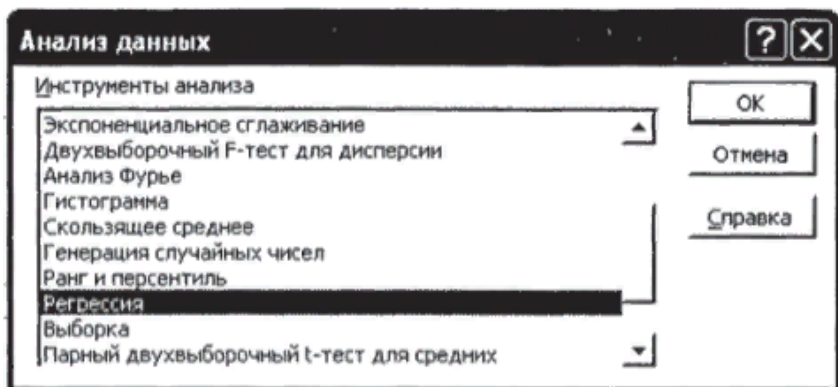 Анализ данных
Инструменты анализа
Экспоненциальное сглаживание
Двухвыборочный F-тест для дисперсии
Анализ Фурье
Гистограмма
Скользящее среднее
Генерация случайных чисел
Ранг и персентиль
Регрессия
Выборка
Парный двухвыборочный t-тест для средних
OK
Отмена
Справка